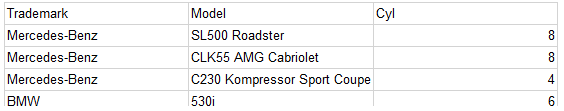 Trademark Model Cyl
Mercedes-Benz SL500 Roadster 8
Mercedes-Benz CLK55 AMG Cabriolet 8
Mercedes-Benz C230 Kompressor Sport Coupe 4
BMW 530i 6